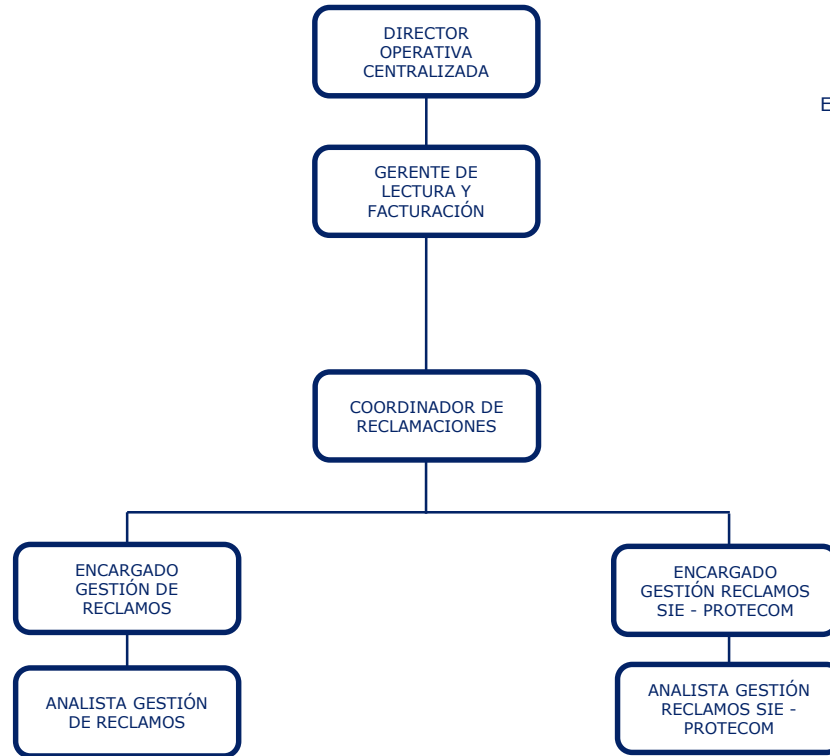 DIRECTOR
OPERATIVA
CENTRALIZADA
E
GERENTE DE
LECTURA Y
FACTURACIÓN
COORDINADOR DE
RECLAMACIONES
ENCARGADO
GESTIÓN DE
RECLAMOS
ENCARGADO
GESTIÓN RECLAMOS
SIE - PROTECOM
ANALISTA GESTIÓN
DE RECLAMOS
ANALISTA GESTIÓN
RECLAMOS SIE -
PROTECOM